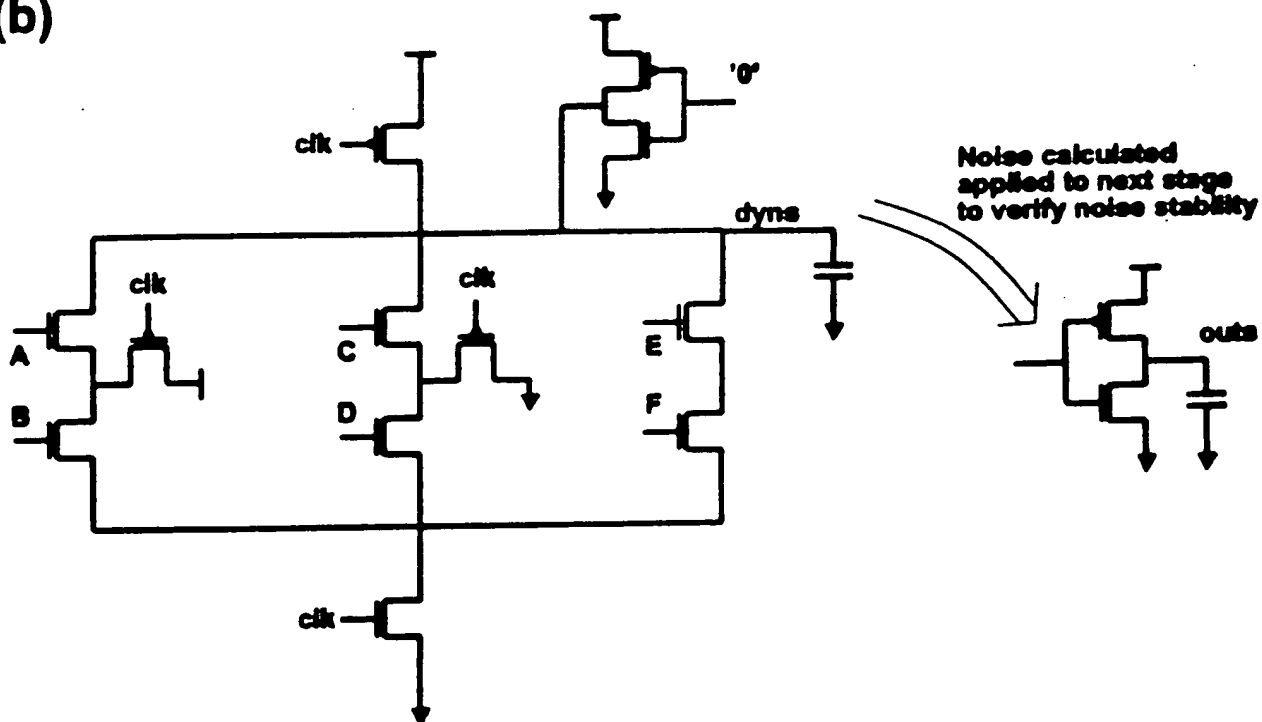 (b)
'0'
clk
Noise calculated
applied to next stage
to verify noise stability
dyns
clk
clk
A
C
E
outs
B
D
F
clk